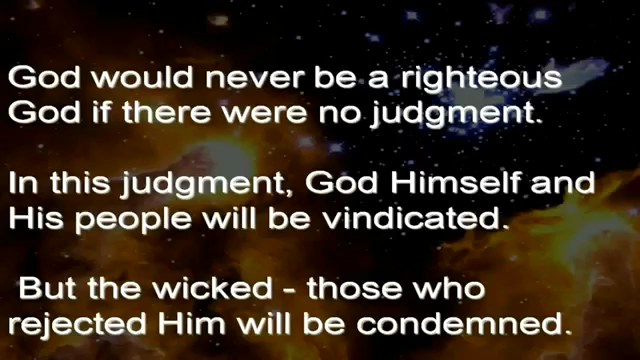 God would never be a righteous
God if there were no judgment.
In this judgment, God Himself and
His people will be vindicated.
But the wicked - those who
rejected Him will be condemned.